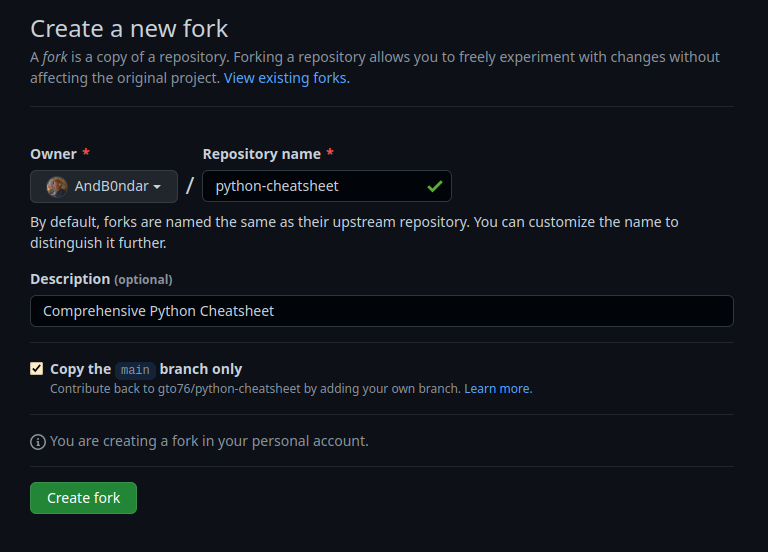 Create a new fork
A fork is a copy of a repository. Forking a repository allows you to freely experiment with changes without
affecting the original project. View existing forks.
Owner * Repository name *
AndB0ndar / python-cheatsheet
By default, forks are named the same as their upstream repository. You can customize the name to
distinguish it further.
Description (optional)
Comprehensive Python Cheatsheet
Copy the main branch only
Contribute back to gto76/python-cheatsheet by adding your own branch. Learn more.
You are creating a fork in your personal account.
Create fork